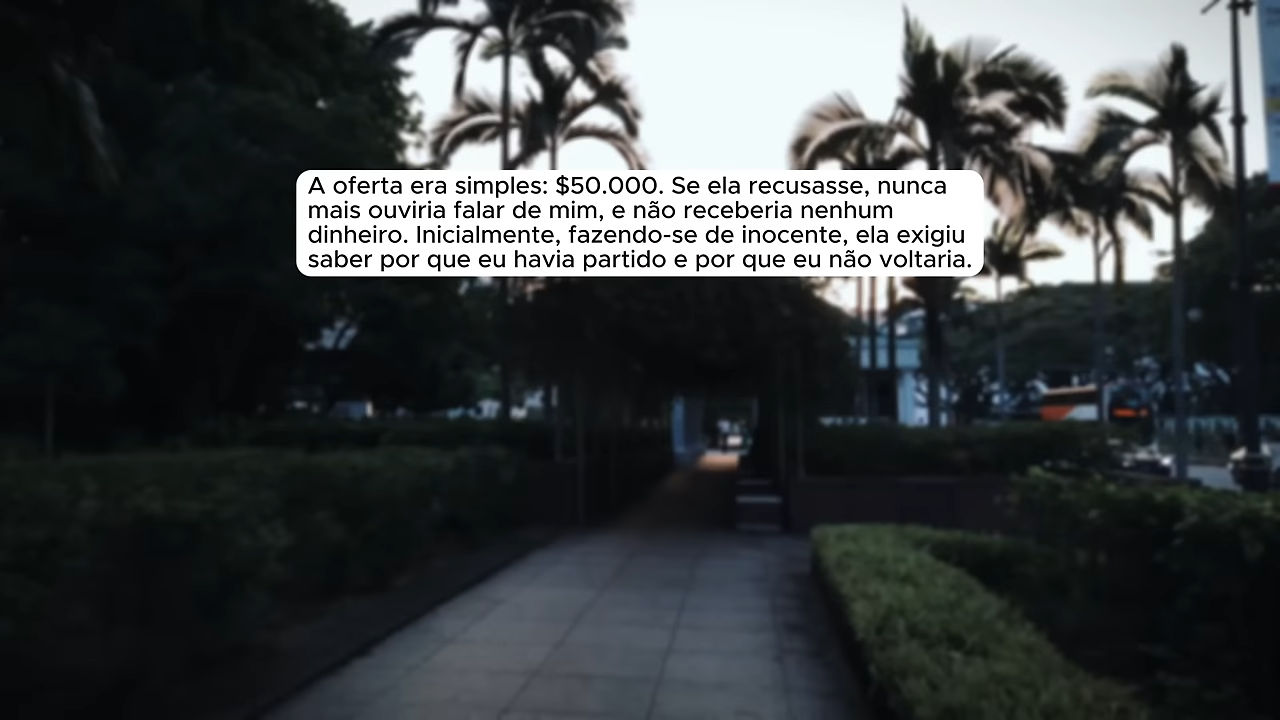 A oferta era simples: $50.000. Se ela recusasse, nunca
mais ouviria falar de mim, e não receberia nenhum
dinheiro. Inicialmente, fazendo-se de inocente, ela exigiu
saber por que eu havia partido e por que eu não voltaria.